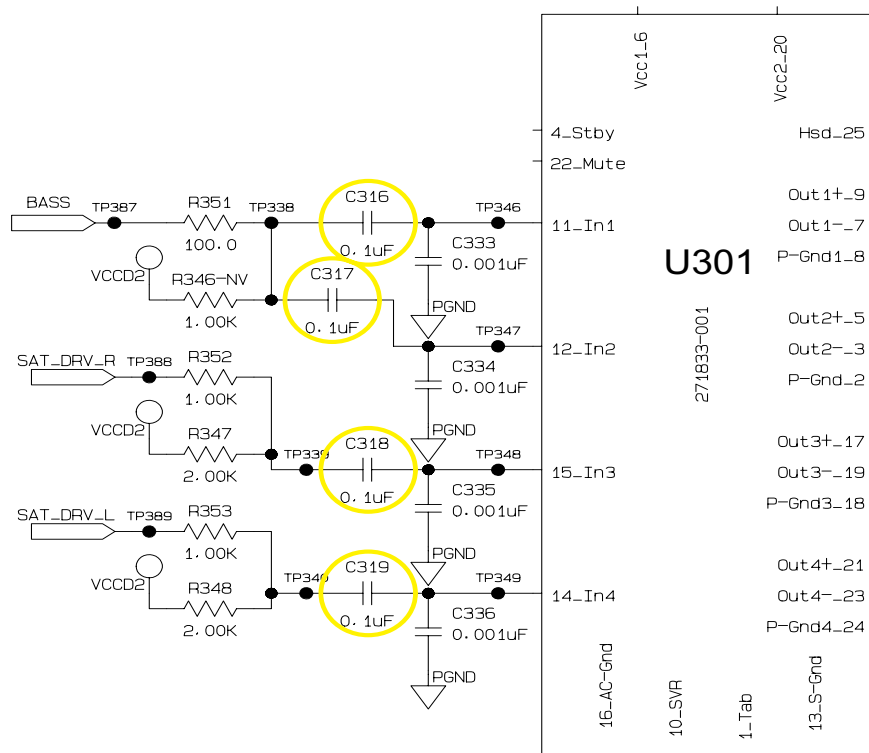 Vcc1_6
Vcc2_20
4_Stby
Hsd_25
22_Mute
BASS
TP387
R351
100.0
TP338
C316
0.1uF
TP346
11_In1
Out1+_9
Out1-_7
P-Gnd1_8
VCCD2
R346-NV
1.00K
C317
0.1uF
C333
0.001uF
PGND
U301
271833-001
TP347
12_In2
Out2+_5
Out2-_3
P-Gnd_2
SAT_DRV_R
TP388
R352
1.00K
C334
0.001uF
PGND
VCCD2
R347
2.00K
TP339
C318
0.1uF
TP348
15_In3
Out3+_17
Out3-_19
P-Gnd3_18
C335
0.001uF
PGND
SAT_DRV_L
TP389
R353
1.00K
VCCD2
R348
2.00K
TP340
C319
0.1uF
TP349
14_In4
Out4+_21
Out4-_23
P-Gnd4_24
C336
0.001uF
PGND
16_AC-Gnd
10_SVR
1_Tab
13_S-Gnd